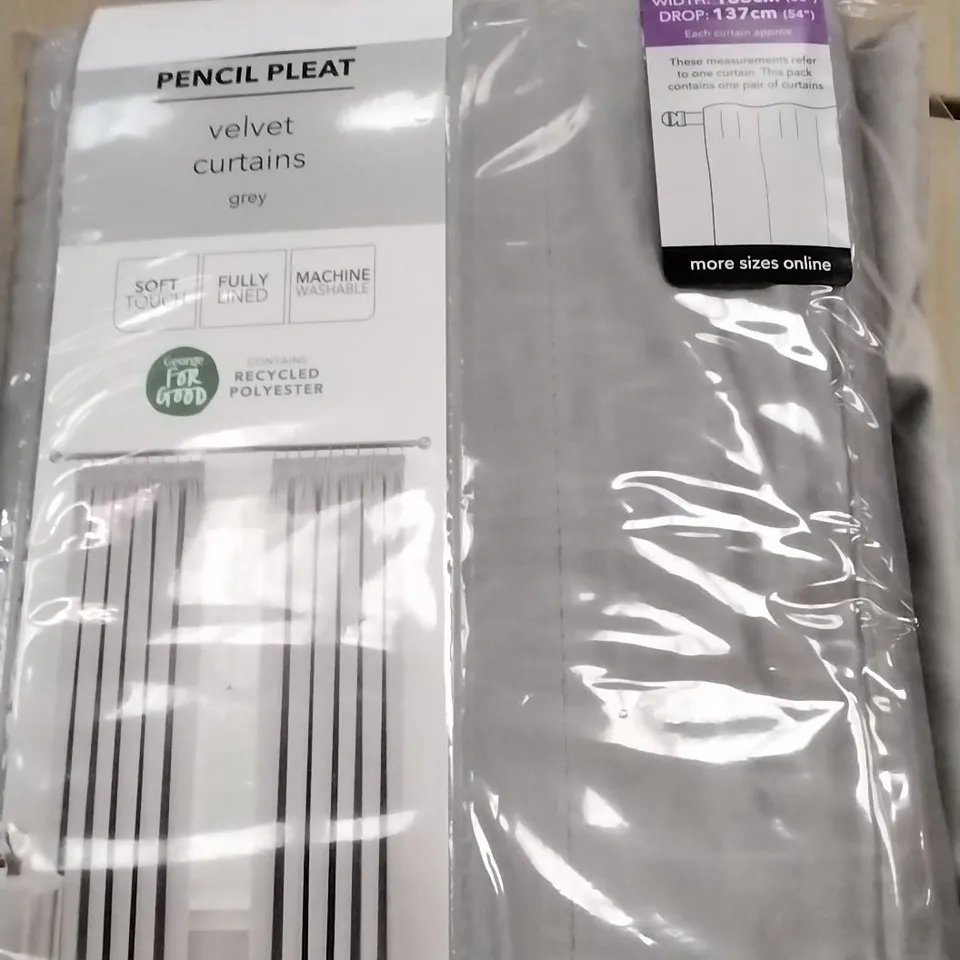 PENCIL PLEAT
velvet
curtains
grey
SOFT
TOUCH
FULLY
LINED
MACHINE
WASHABLE
George
FOR
GOOD
CONTAINS
RECYCLED
POLYESTER
WIDTH:
DROP: 137cm (54")
Each curtain approx
These measurements refer
to one curtain. This pack
contains one pair of curtains
more sizes online